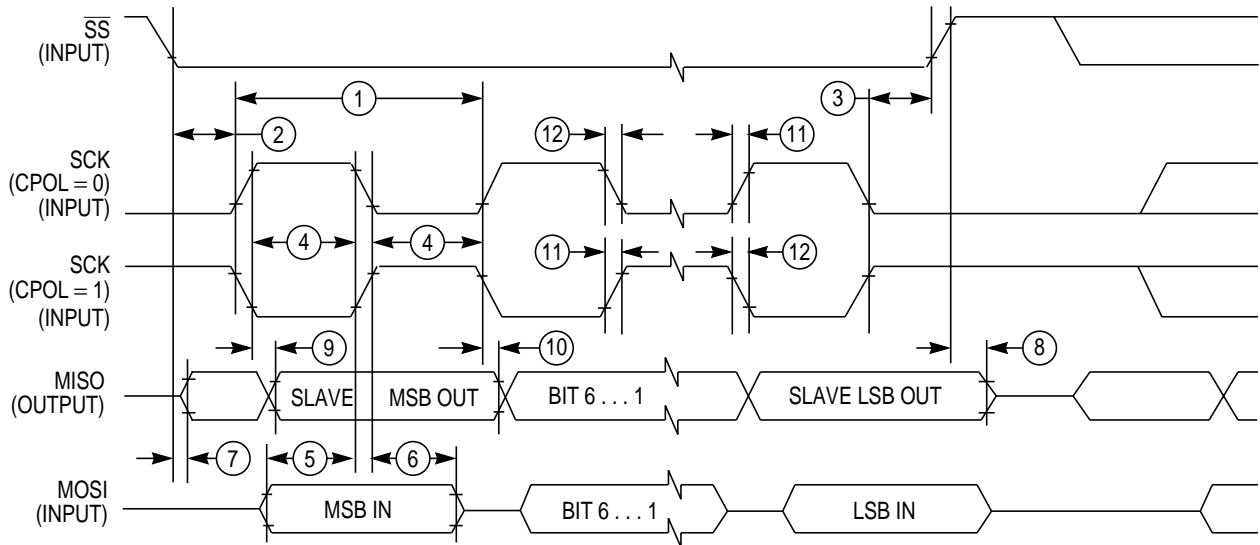 SS
(INPUT)
1
3
2
12
11
SCK
(CPOL = 0)
(INPUT)
4
4
11
12
SCK
(CPOL = 1)
(INPUT)
9
10
8
MISO
(OUTPUT)
SLAVE
MSB OUT
BIT 6 . . . 1
SLAVE LSB OUT
7
5
6
MOSI
(INPUT)
MSB IN
BIT 6 . . . 1
LSB IN